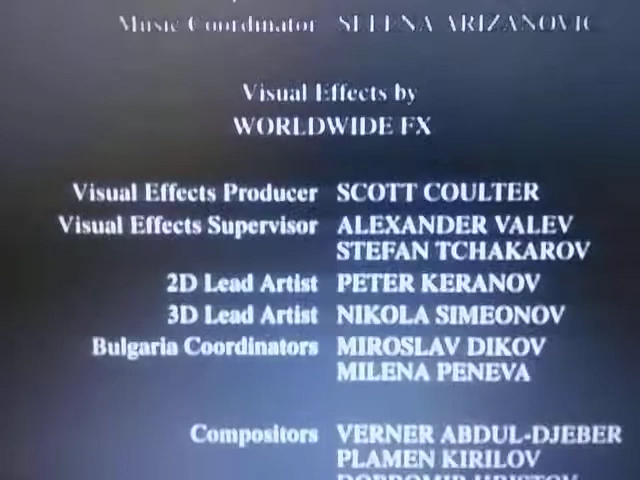 Music Coordinator SELENA ARIZANOVIC
Visual Effects by
WORLDWIDE FX
Visual Effects Producer SCOTT COULTER
Visual Effects Supervisor ALEXANDER VALEV
STEFAN TCHAKAROV
2D Lead Artist PETER KERANOV
3D Lead Artist NIKOLA SIMEONOV
Bulgaria Coordinators MIROSLAV DIKOV
MILENA PENEVA
Compositors VERNER ABDUL-DJEBER
PLAMEN KIRILOV
DOBROMIR HRISTOV